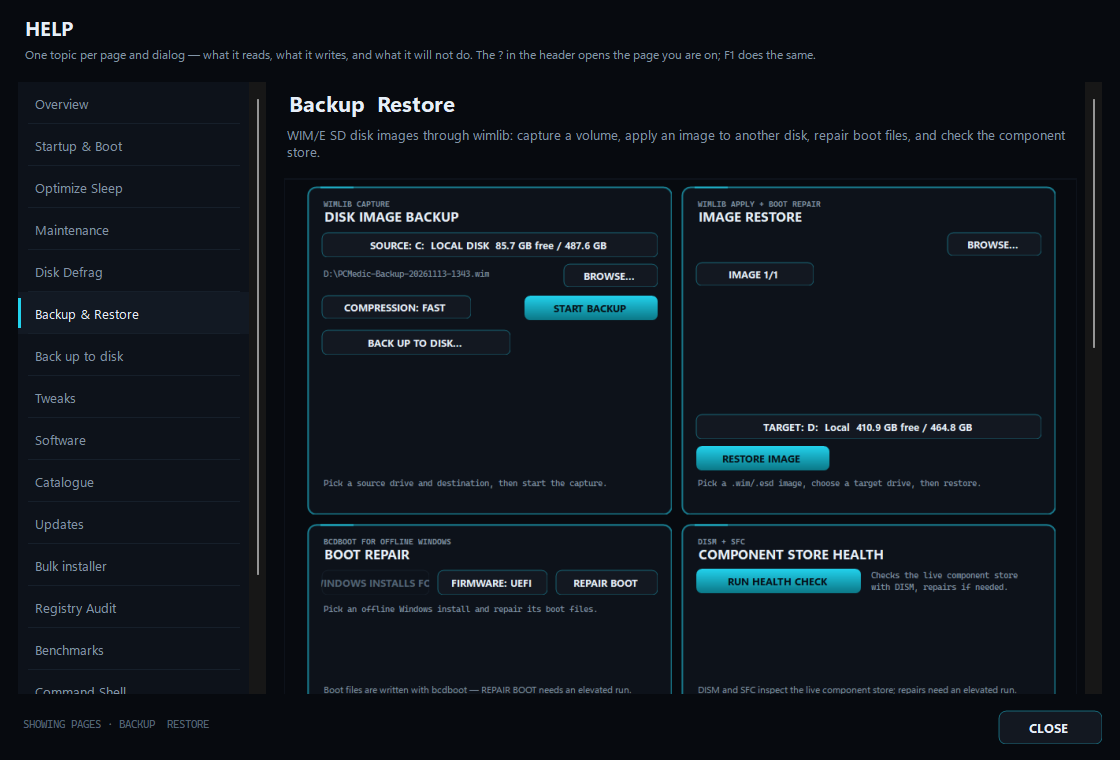 HELP
One topic per page and dialog — what it reads, what it writes, and what it will not do. The ? in the header opens the page you are on; F1 does the same.
Overview
Startup & Boot
Optimize Sleep
Maintenance
Disk Defrag
Backup & Restore
Back up to disk
Tweaks
Software
Catalogue
Updates
Bulk installer
Registry Audit
Benchmarks
Command Shell
Backup  Restore
WIM/E SD disk images through wimlib: capture a volume, apply an image to another disk, repair boot files, and check the component
store.
WIMLIB CAPTURE
DISK IMAGE BACKUP
SOURCE: C:  LOCAL DISK  85.7 GB free / 487.6 GB
D:\PCMedic-Backup-20261113-1343.wim
BROWSE...
COMPRESSION: FAST
START BACKUP
BACK UP TO DISK...
Pick a source drive and destination, then start the capture.
WIMLIB APPLY + BOOT REPAIR
IMAGE RESTORE
BROWSE...
IMAGE 1/1
TARGET: D:  Local  410.9 GB free / 464.8 GB
RESTORE IMAGE
Pick a .wim/.esd image, choose a target drive, then restore.
BCDBOOT FOR OFFLINE WINDOWS
BOOT REPAIR
INDOWS INSTALLS FO
FIRMWARE: UEFI
REPAIR BOOT
Pick an offline Windows install and repair its boot files.
Boot files are written with bcdboot — REPAIR BOOT needs an elevated run.
DISM + SFC
COMPONENT STORE HEALTH
RUN HEALTH CHECK
Checks the live component store
with DISM, repairs if needed.
DISM and SFC inspect the live component store; repairs need an elevated run.
SHOWING PAGES · BACKUP  RESTORE
CLOSE